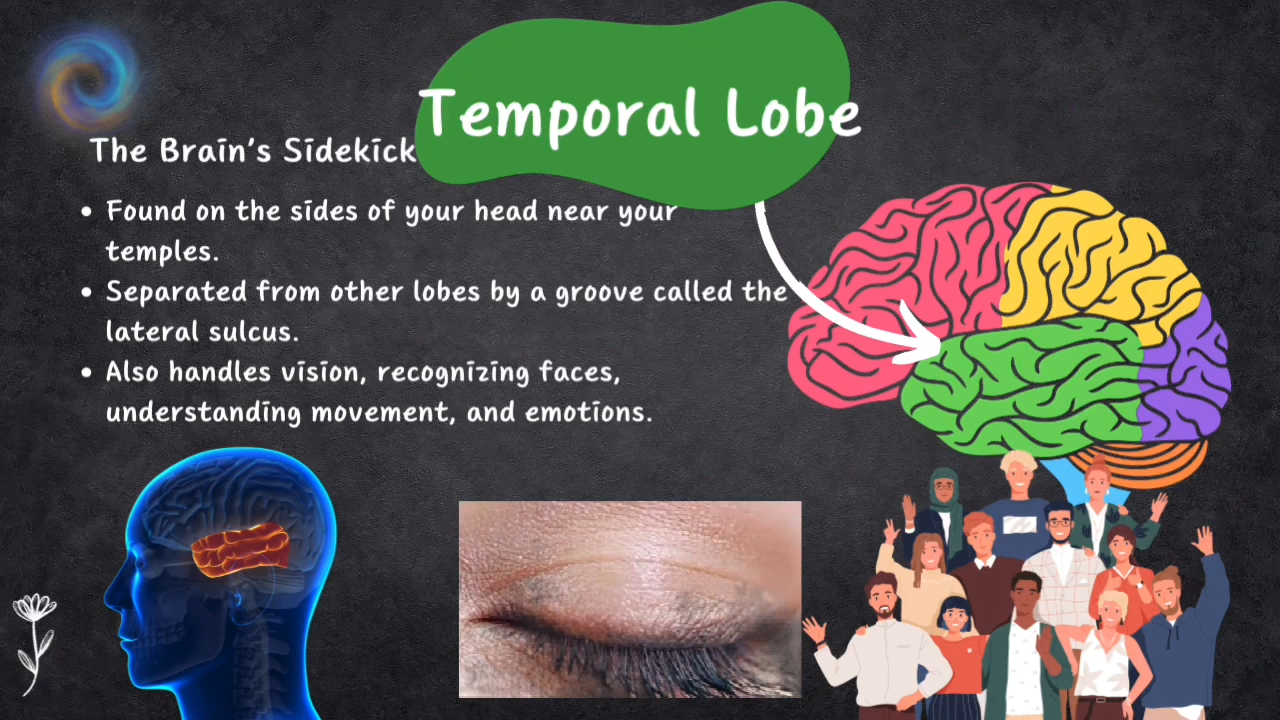 Temporal Lobe
The Brain's Sidekick
• Found on the sides of your head near your
temples.
• Separated from other lobes by a groove called the
lateral sulcus.
• Also handles vision, recognizing faces,
understanding movement, and emotions.